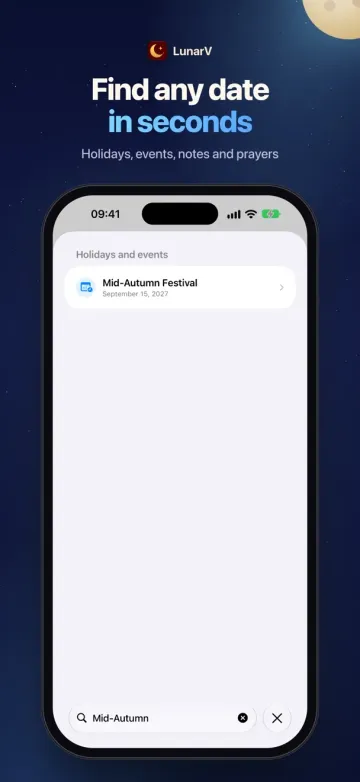 LunarV
Find any date
in seconds
Holidays, events, notes and prayers
09:41
Holidays and events
Mid-Autumn Festival
September 15, 2027
Mid-Autumn